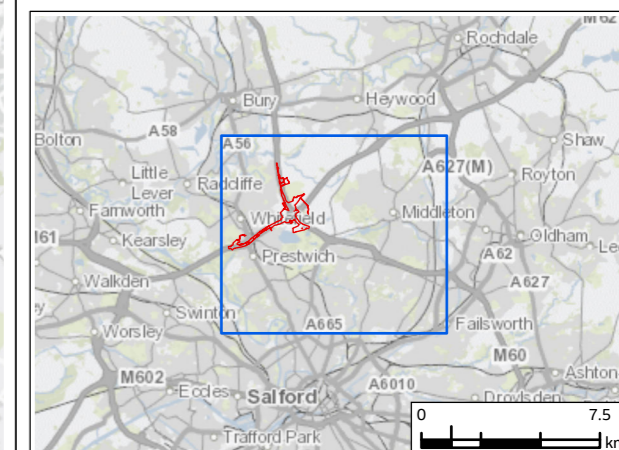 M62
Rochdale
Bury
Heywood
Bolton
A58
A56
Shaw
A627(M)
Little
Lever
Radcliffe
Royton
Farnworth
Whitefield
Middleton
M61
Kearsley
Oldham
A62
Prestwich
Walkden
A627
Swinton
A665
Failsworth
Worsley
M60
M602
Ashton
Eccles
Salford
A6010
Droylsden
Trafford Park
0 7.5
km